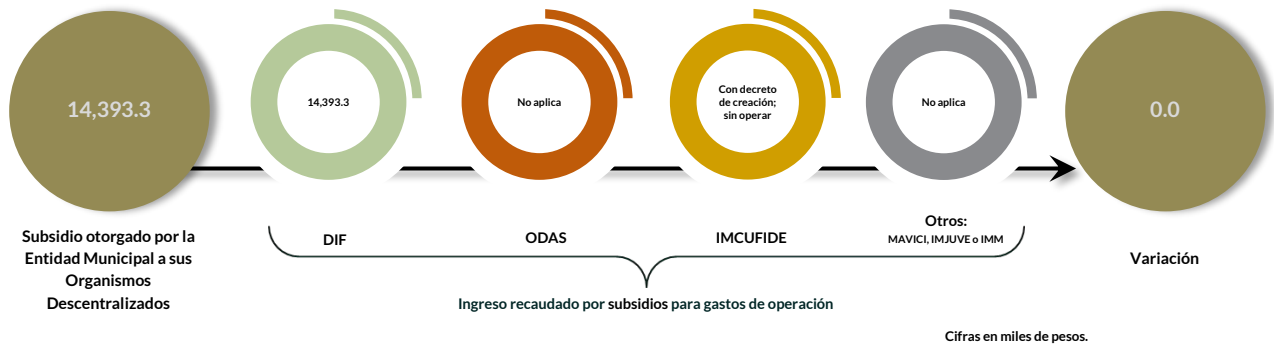 14,393.3
14,393.3
No aplica
Con decreto
de creación;
sin operar
No aplica
0.0
Subsidio otorgado por la
Entidad Municipal a sus
Organismos
Descentralizados
DIF
ODAS
IMCUFIDE
Otros:
MAVICI, IMJUVE o IMM
Variación
Ingreso recaudado por subsidios para gastos de operación
Cifras en miles de pesos.